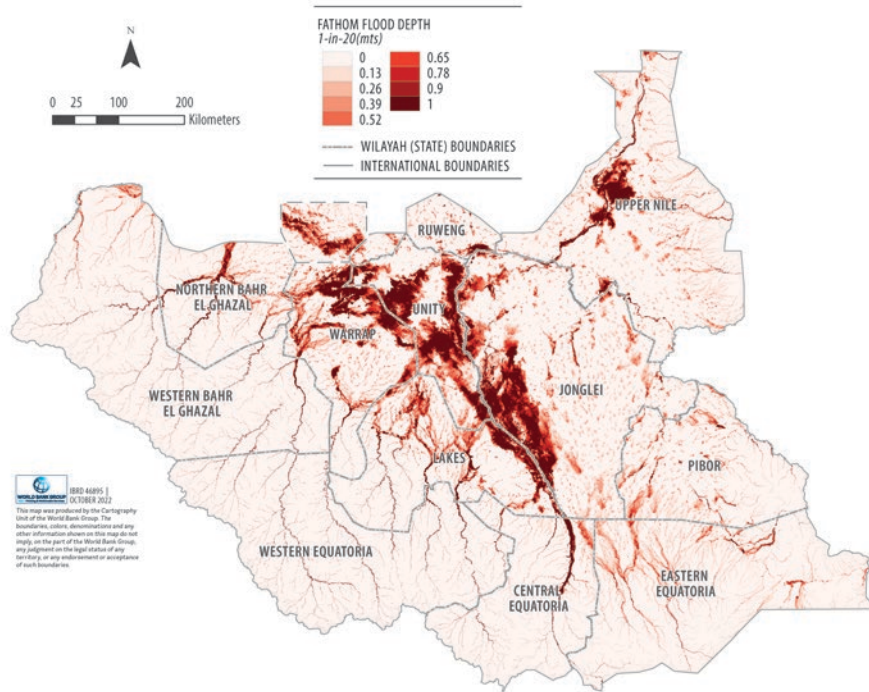 N
0 25 100 200
Kilometers
FATHOM FLOOD DEPTH
1-in-20(mts)
0
0.13
0.26
0.39
0.52
0.65
0.78
0.9
1
WILAYAH (STATE) BOUNDARIES
INTERNATIONAL BOUNDARIES
UPPER NILE
RUWENG
NORTHERN BAHR
EL GHAZAL
UNITY
WARRAP
JONGLEI
WESTERN BAHR
EL GHAZAL
LAKES
PIBOR
WESTERN EQUATORIA
CENTRAL
EQUATORIA
EASTERN
EQUATORIA
WORLD BANK GROUP
IBRD 46895 |
OCTOBER 2022
This map was produced by the Cartography
Unit of the World Bank Group. The
boundaries, colors, denominations and any
other information shown on this map do not
imply, on the part of the World Bank Group,
any judgment on the legal status of any
territory, or any endorsement or acceptance
of such boundaries.